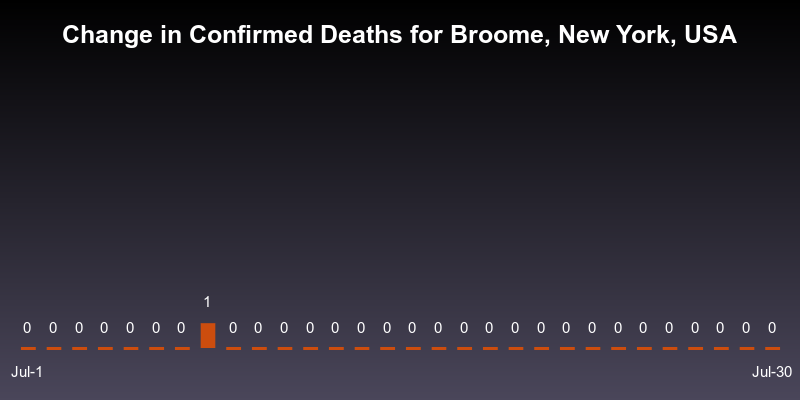 Change in Confirmed Deaths for Broome, New York, USA
1
0 0 0 0 0 0 0 0 0 0 0 0 0 0 0 0 0 0 0 0 0 0 0 0 0 0 0 0 0
Jul-1 Jul-30